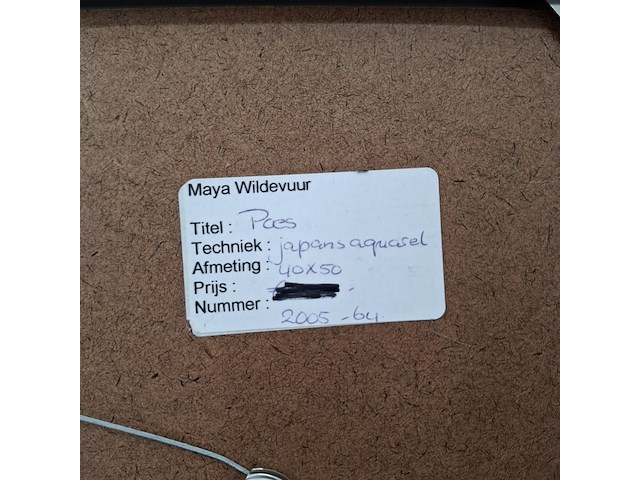 Maya Wildevuur
Titel : Poes
Techniek : japans aquarel
Afmeting : 40x50
Prijs :
Nummer :
2005 - 64